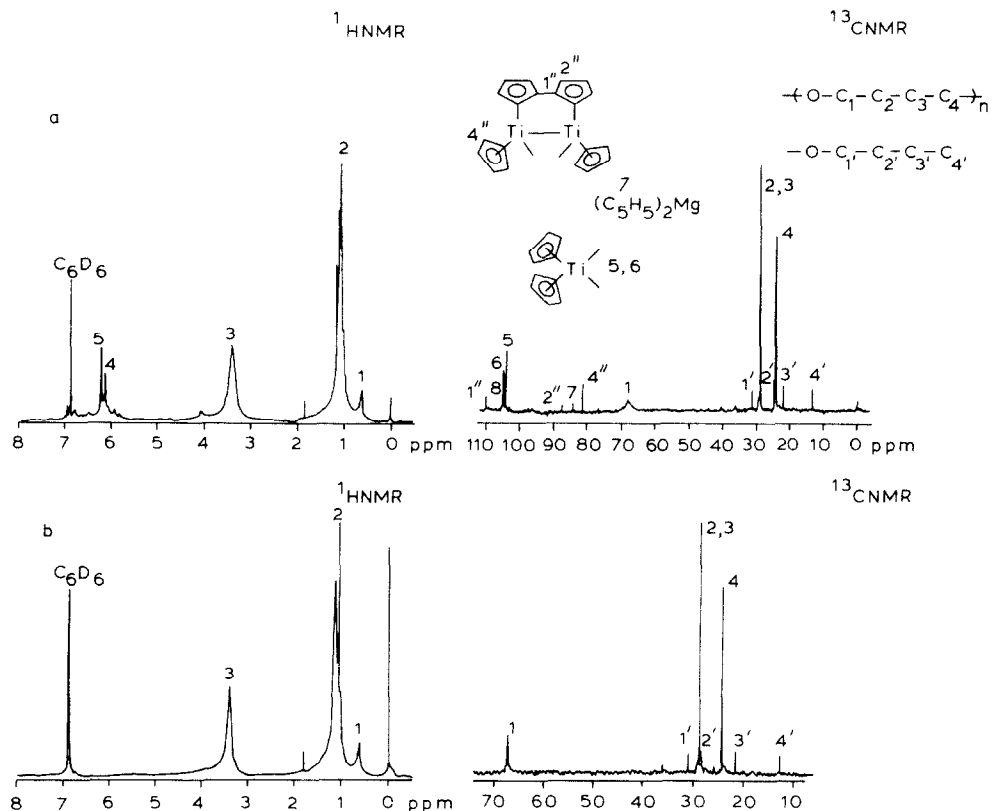 ¹HNMR
¹³CNMR
a
1" 2"
4" Ti Ti
7
(C₅H₅)₂Mg
Ti 5,6
( O-C₁-C₂-C₃-C₄ )n
-O-C₁'-C₂'-C₃'-C₄'
C₆D₆
5
4
3
2
1
8 7 6 5 4 3 2 1 0 ppm
1"
8
6
5
2"
7
4"
1
1'
2,3
2'
4
3'
4'
110 100 90 80 70 60 50 40 30 20 10 0 ppm
¹HNMR
¹³CNMR
b
C₆D₆
3
2
1
8 7 6 5 4 3 2 1 0 ppm
1
1'
2,3
2'
4
3'
4'
70 60 50 40 30 20 10 ppm